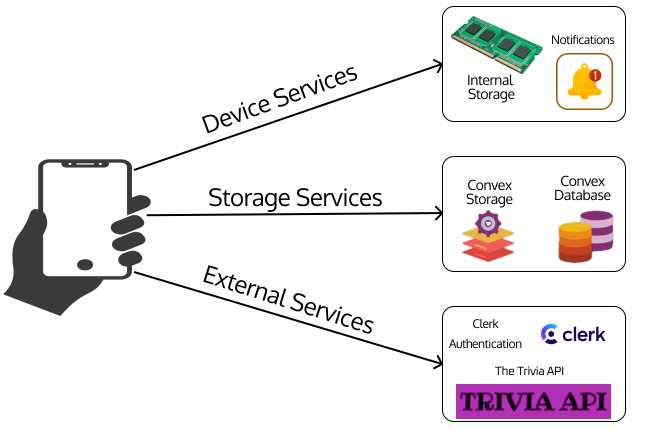 Device Services
Internal
Storage
Notifications
1
Storage Services
Convex
Storage
Convex
Database
External Services
Clerk
Authentication
clerk
The Trivia API
TRIVIA API